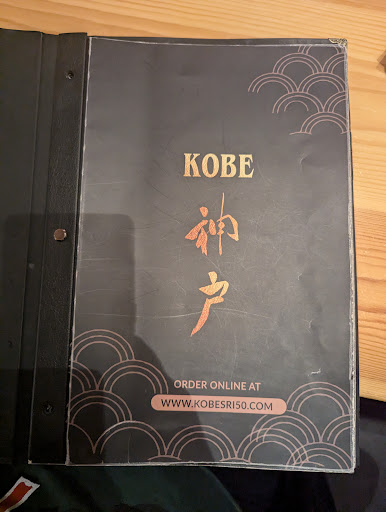 KOBE
神
户
ORDER ONLINE AT
WWW.KOBESRI50.COM